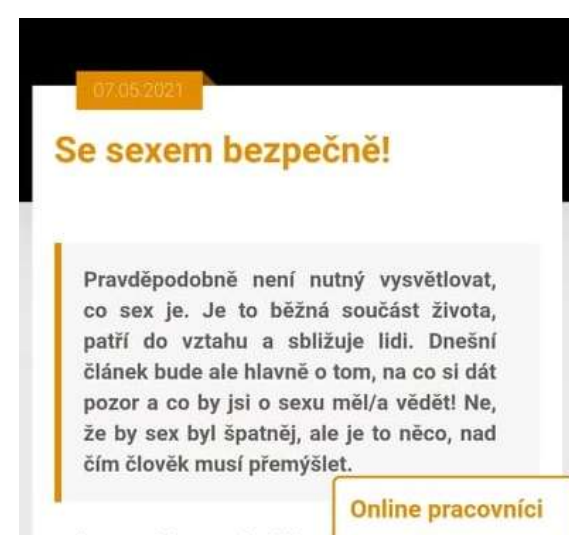 07.05.2021
Se sexem bezpečně!
Pravděpodobně není nutný vysvětlovat,
co sex je. Je to běžná součást života,
patří do vztahu a sbližuje lidi. Dnešní
článek bude ale hlavně o tom, na co si dát
pozor a co by jsi o sexu měl/a vědět! Ne,
že by sex byl špatněj, ale je to něco, nad
čím člověk musí přemýšlet.
Online pracovníci